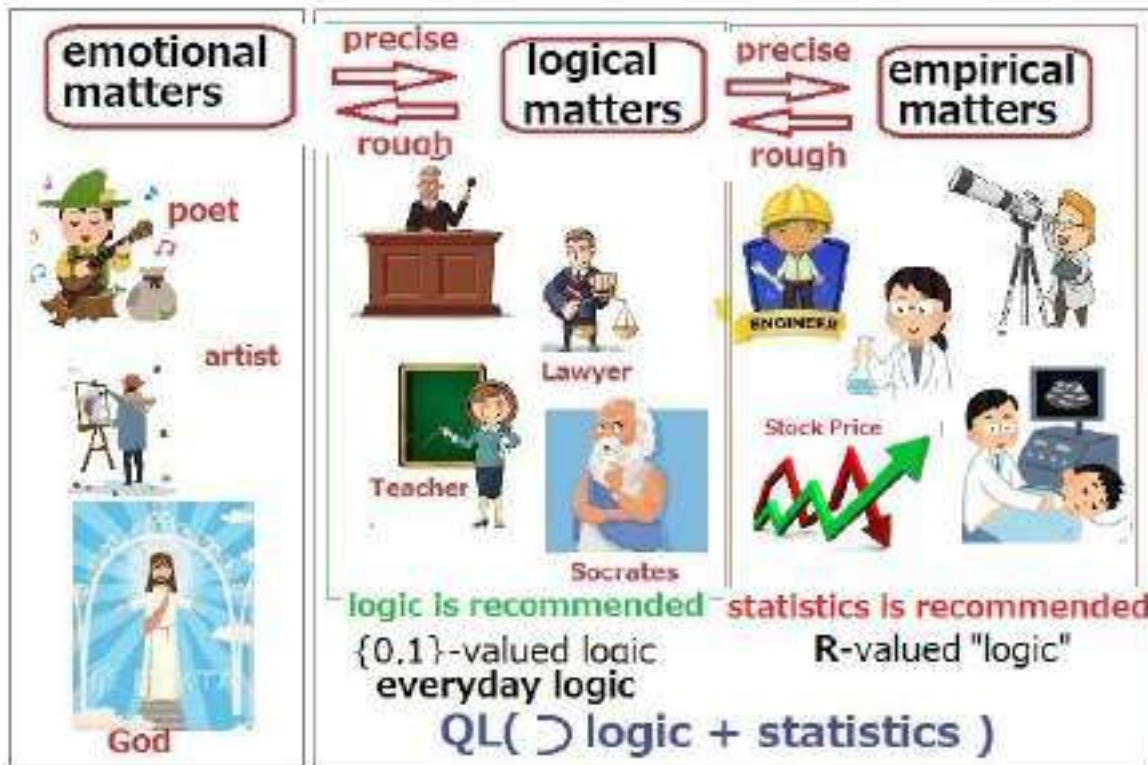 emotional
matters
precise
rough
logical
matters
precise
rough
empirical
matters
poet
artist
God
Lawyer
Teacher
Socrates
ENGINEER
Stock Price
logic is recommended
{0,1}-valued logic
everyday logic
statistics is recommended
R-valued "logic"
QL( ⊃ logic + statistics )